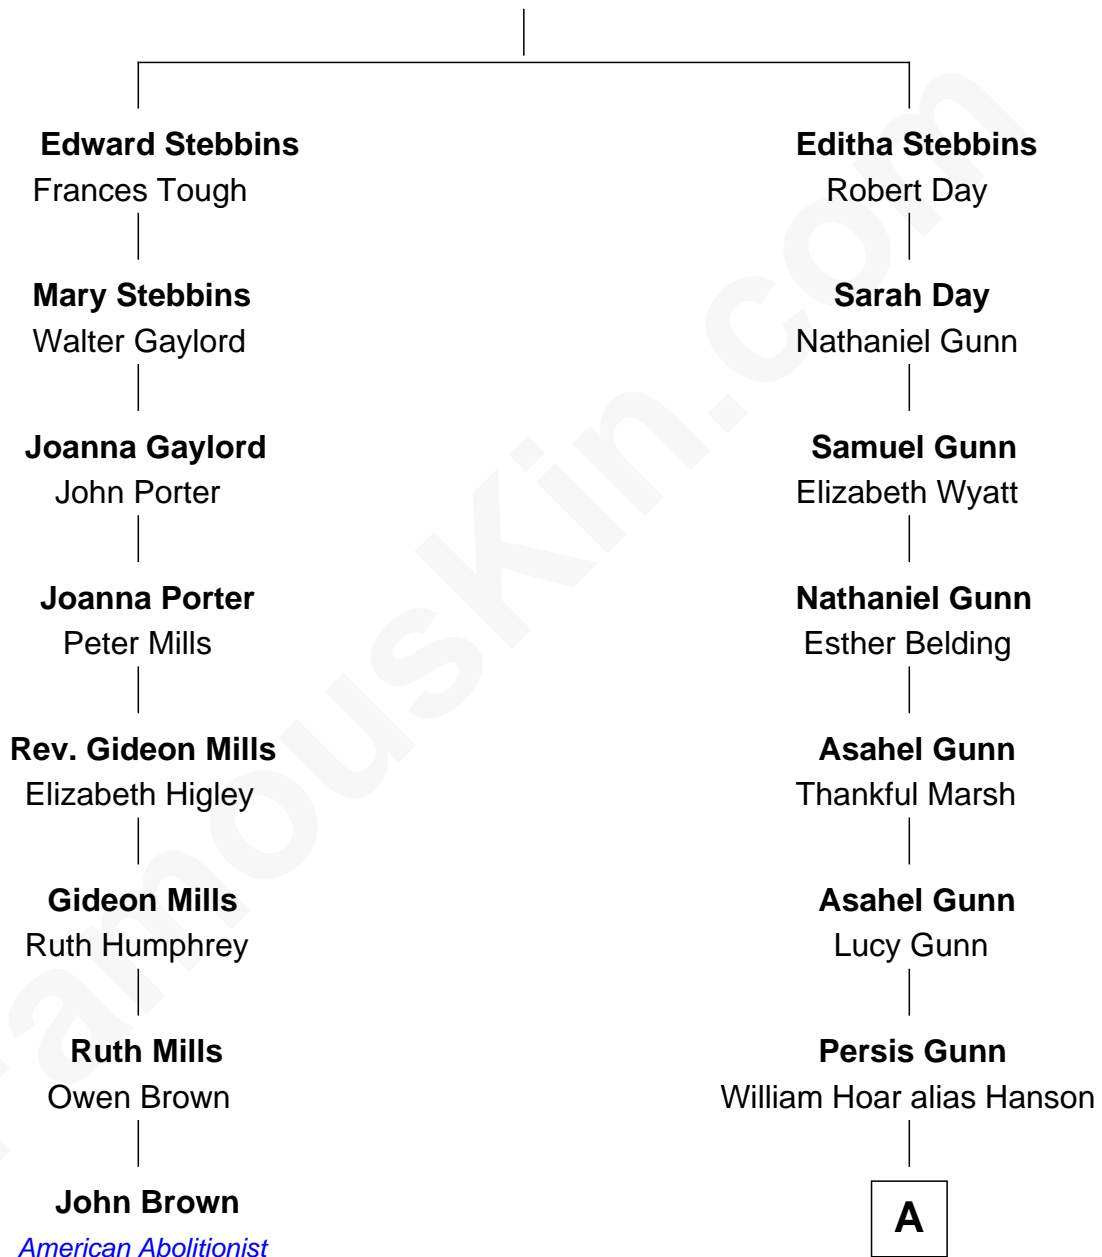 Edward Stebbins
Frances Tough
Mary Stebbins
Walter Gaylord
Joanna Gaylord
John Porter
Joanna Porter
Peter Mills
Rev. Gideon Mills
Elizabeth Higley
Gideon Mills
Ruth Humphrey
Ruth Mills
Owen Brown
John Brown
American Abolitionist
Editha Stebbins
Robert Day
Sarah Day
Nathaniel Gunn
Samuel Gunn
Elizabeth Wyatt
Nathaniel Gunn
Esther Belding
Asahel Gunn
Thankful Marsh
Asahel Gunn
Lucy Gunn
Persis Gunn
William Hoar alias Hanson
A
FamousKin.com